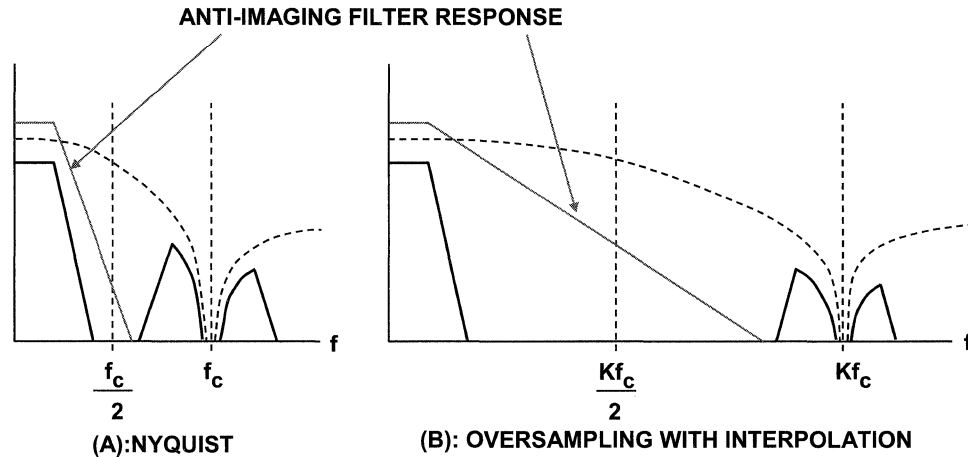 ANTI-IMAGING FILTER RESPONSE
f
f
fc
2
fc
Kfc
2
Kfc
(A):NYQUIST
(B): OVERSAMPLING WITH INTERPOLATION